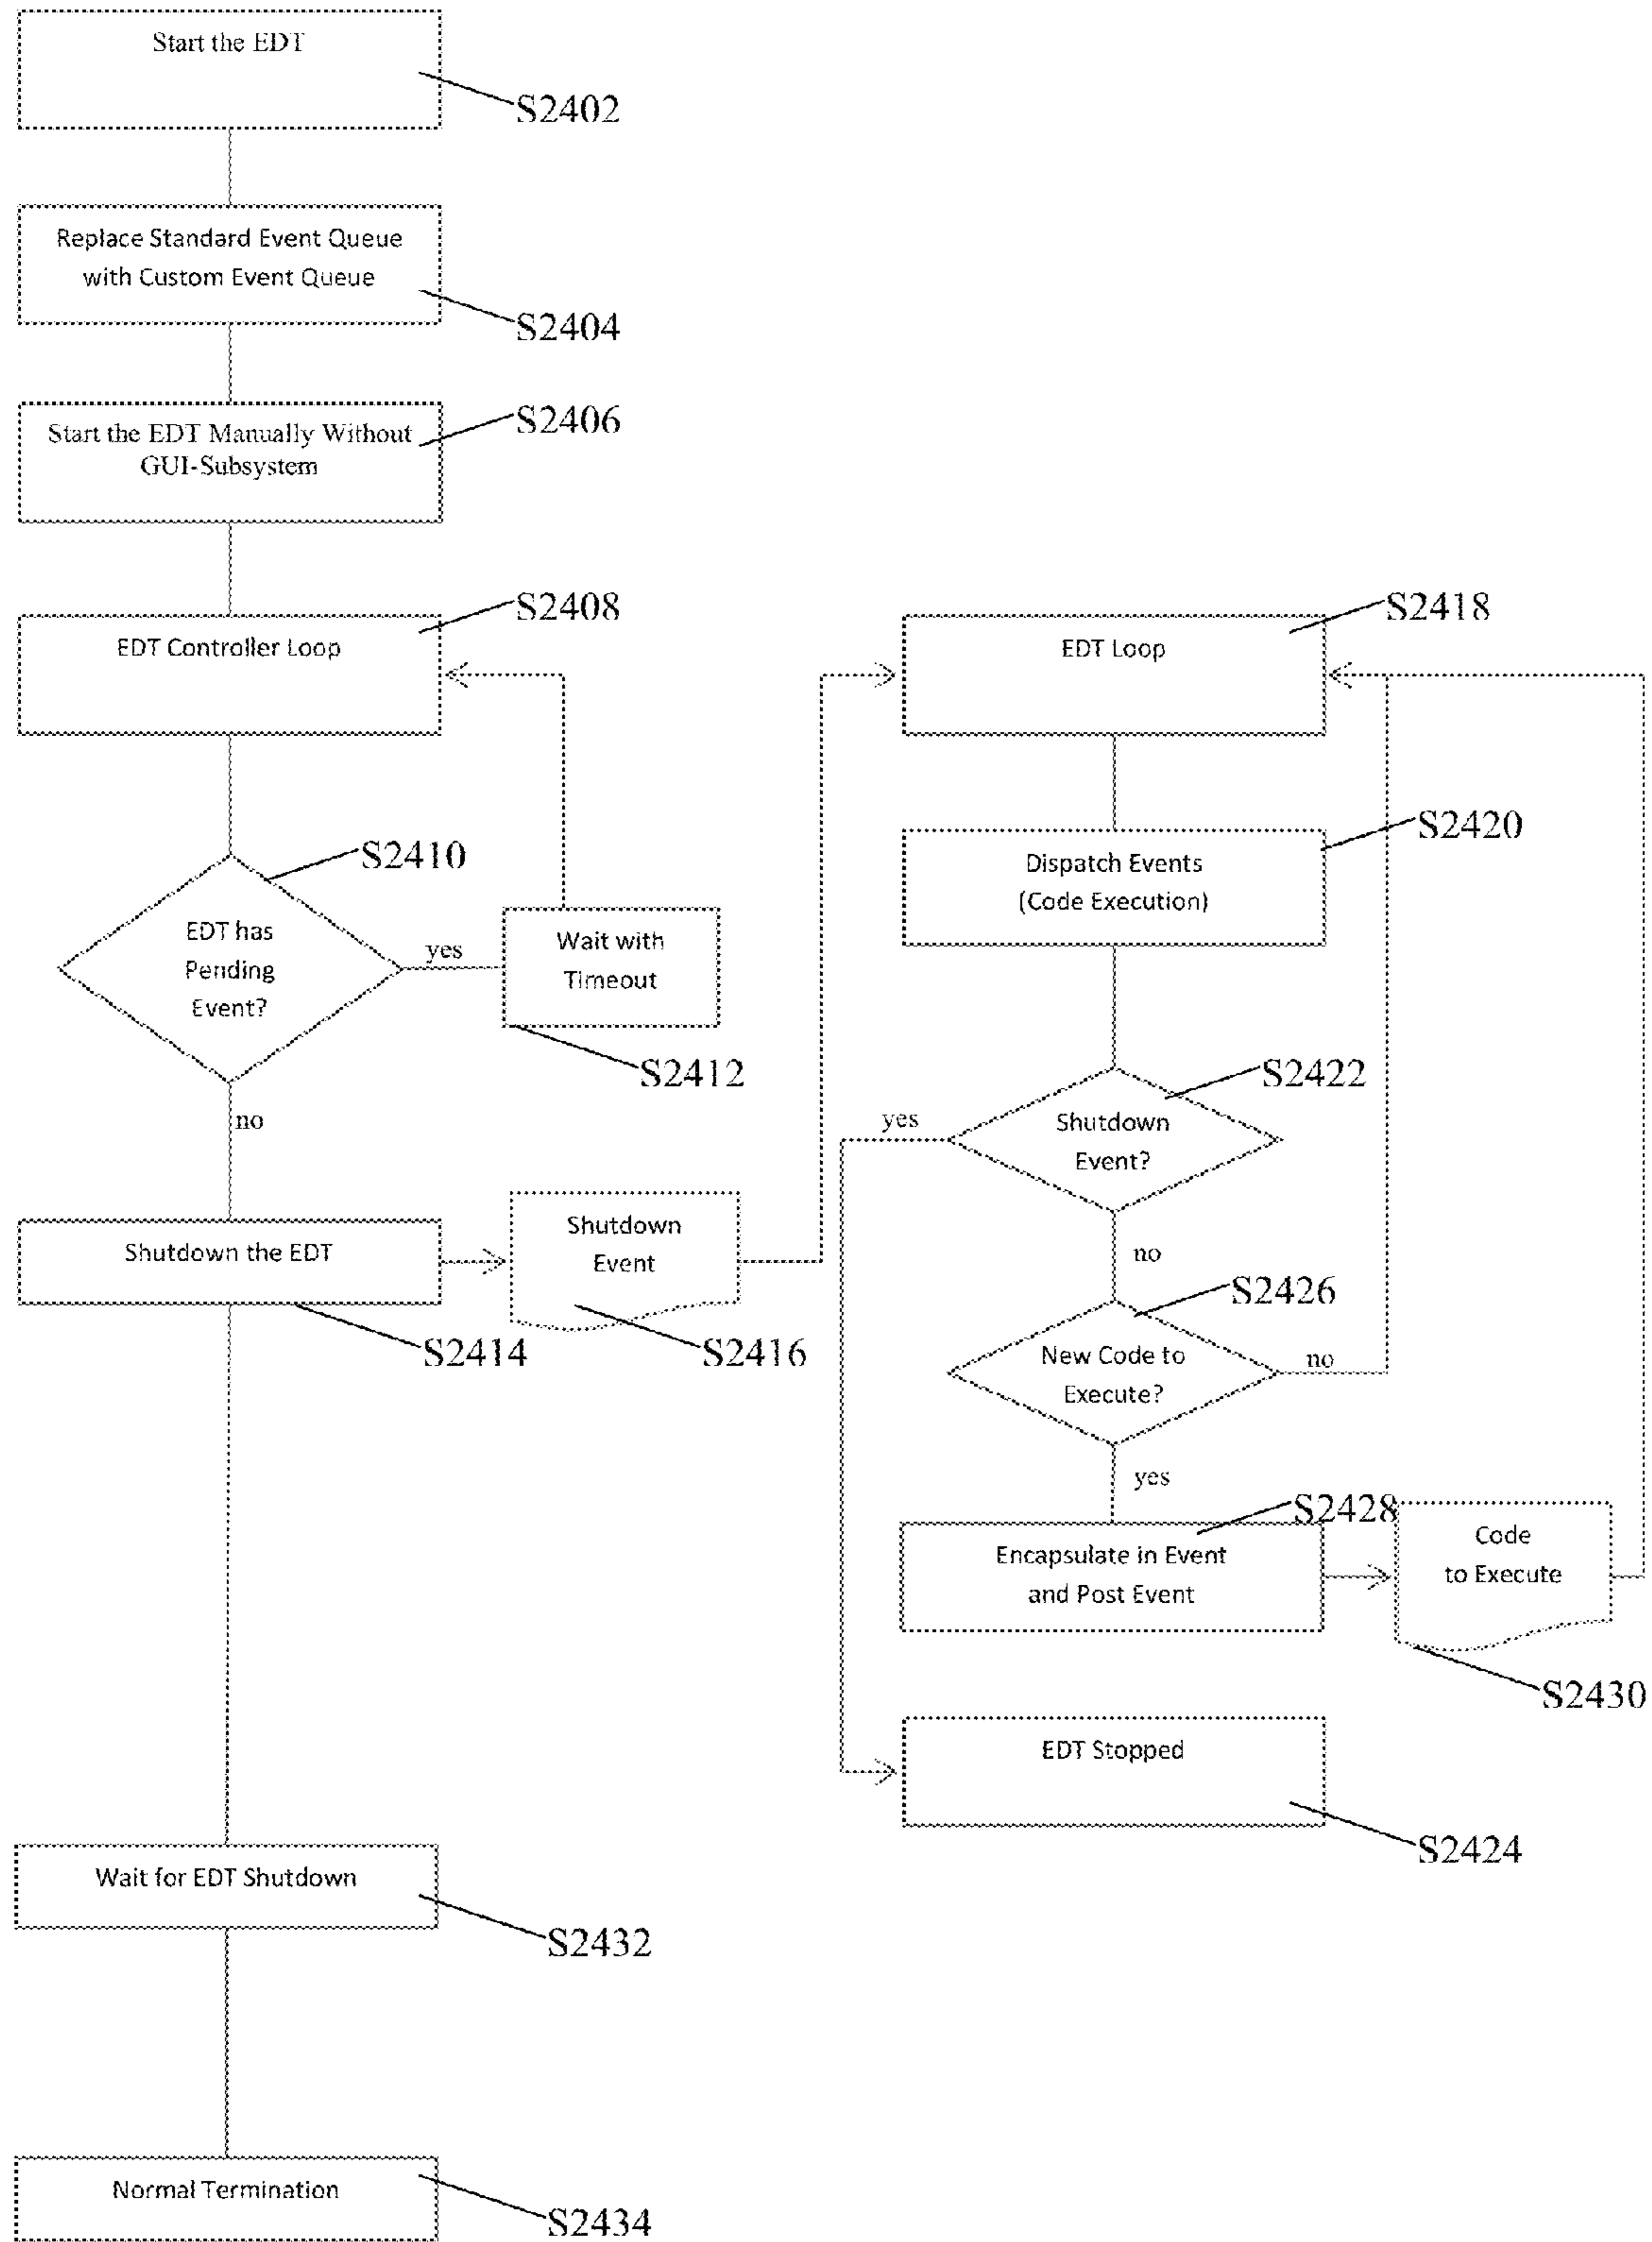 Start the EDT
S2402
Replace Standard Event Queue
with Custom Event Queue
S2404
Start the EDT Manually Without
GUI-Subsystem
S2406
EDT Controller Loop
S2408
EDT has
Pending
Event?
S2410
yes
Wait with
Timeout
S2412
no
Shutdown the EDT
S2414
Shutdown
Event
S2416
EDT Loop
S2418
Dispatch Events
(Code Execution)
S2420
Shutdown
Event?
S2422
yes
no
New Code to
Execute?
S2426
no
yes
Encapsulate in Event
and Post Event
S2428
Code
to Execute
S2430
EDT Stopped
S2424
Wait for EDT Shutdown
S2432
Normal Termination
S2434